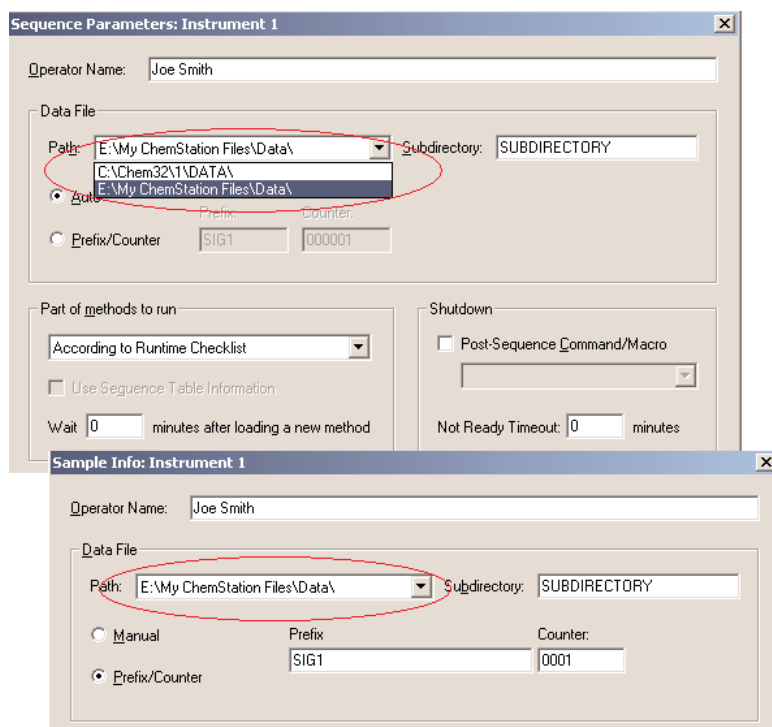 Sequence Parameters: Instrument 1
Operator Name: Joe Smith
Data File
Path: E:\My ChemStation Files\Data\ Subdirectory: SUBDIRECTORY
C:\Chem32\1\DATA\
E:\My ChemStation Files\Data\
Auto
Prefix: Counter:
Prefix/Counter SIG1 000001
Part of methods to run Shutdown
According to Runtime Checklist Post-Sequence Command/Macro
Use Sequence Table Information
Wait 0 minutes after loading a new method Not Ready Timeout: 0 minutes
Sample Info: Instrument 1
Operator Name: Joe Smith
Data File
Path: E:\My ChemStation Files\Data\ Subdirectory: SUBDIRECTORY
Manual Prefix Counter:
SIG1 0001
Prefix/Counter